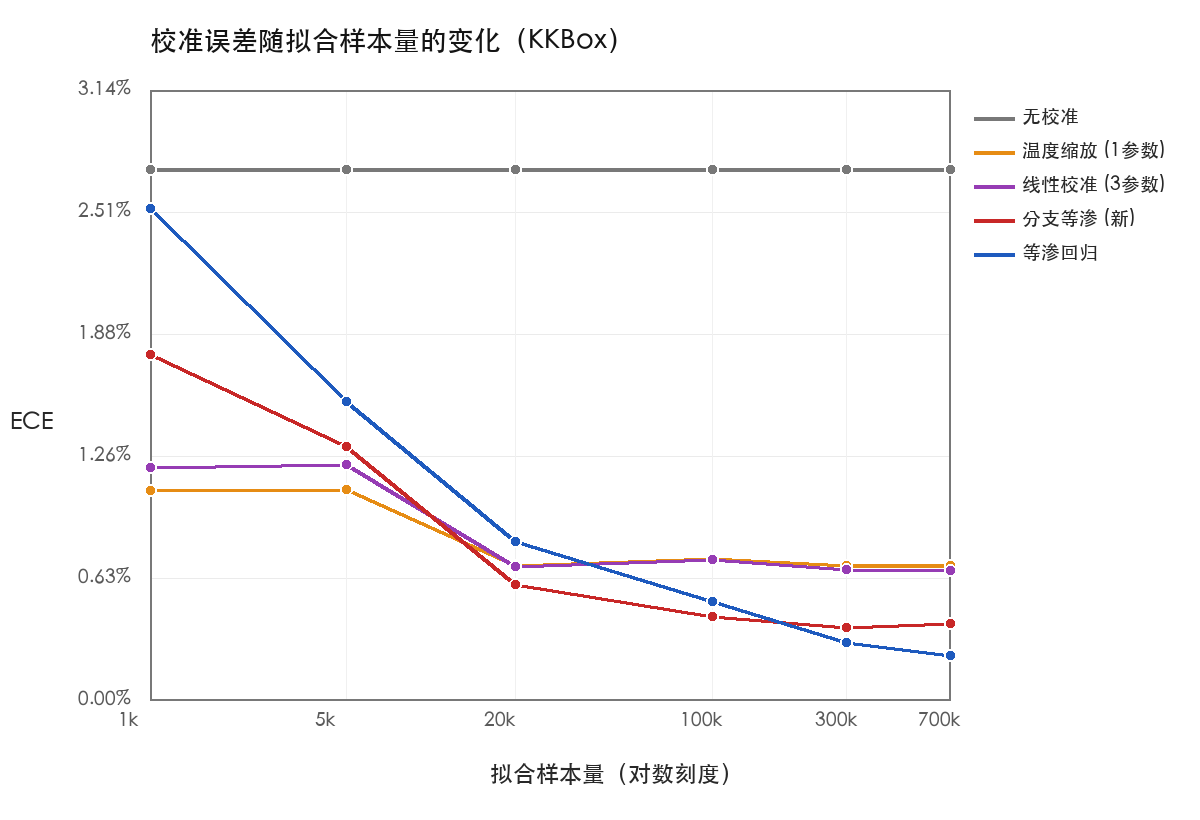 校准误差随拟合样本量的变化（KKBox）
3.14%
2.51%
1.88%
1.26%
0.63%
0.00%
ECE
1k
5k
20k
100k
300k
700k
拟合样本量（对数刻度）
无校准
温度缩放 (1参数)
线性校准 (3参数)
分支等渗 (新)
等渗回归